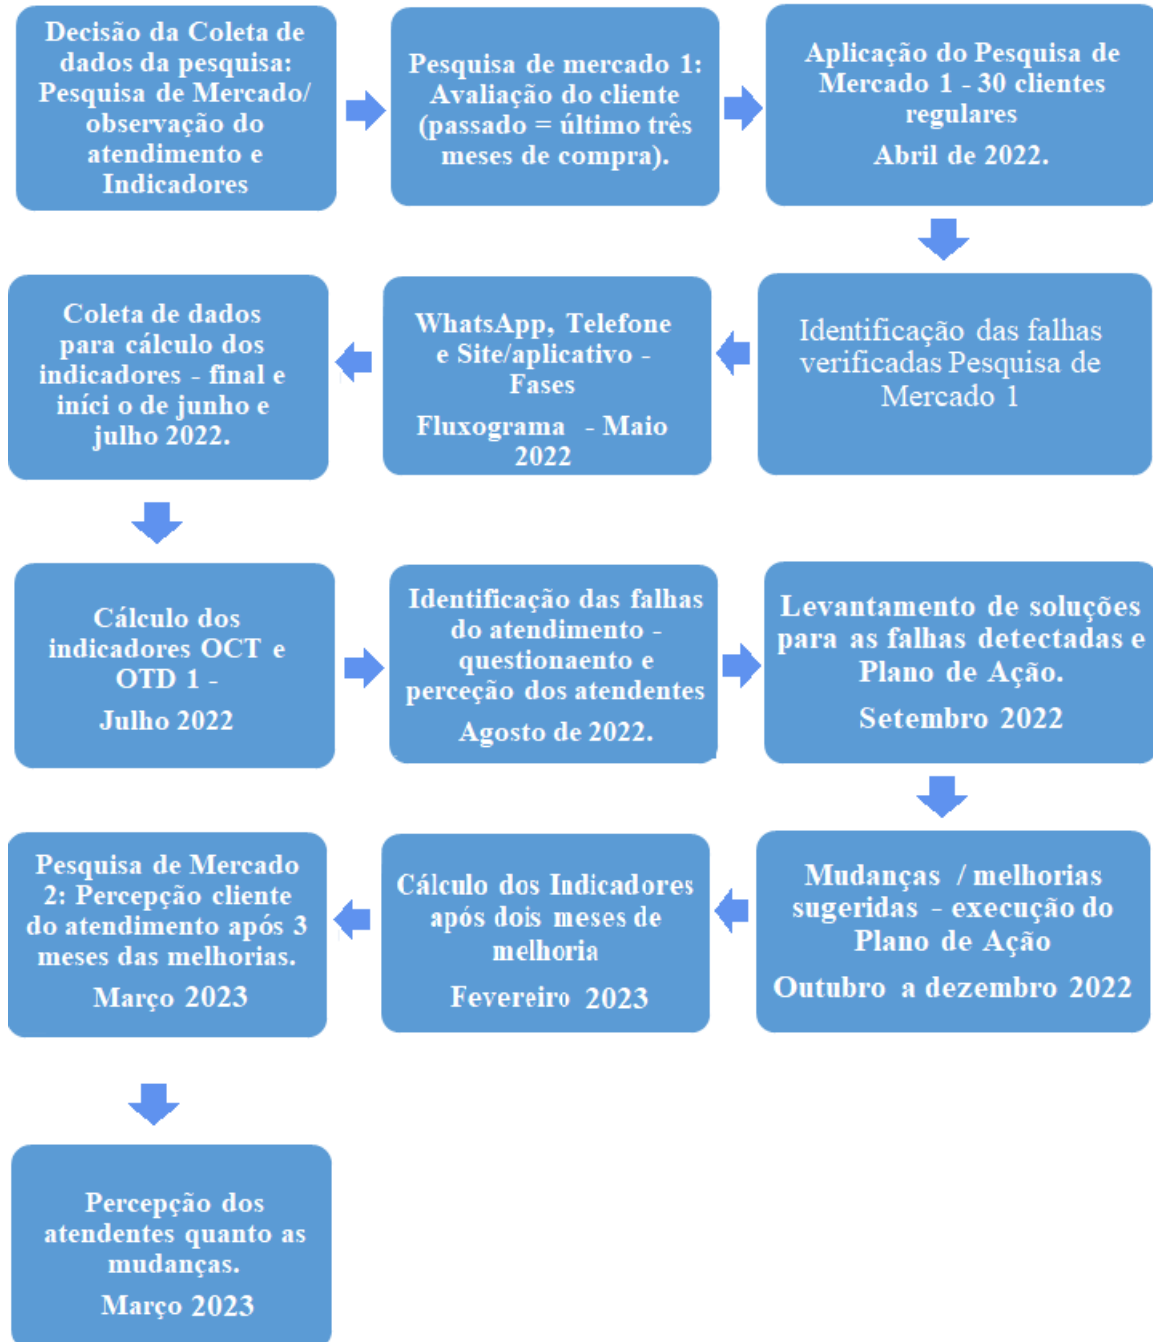 Decisão da Coleta de
dados da pesquisa:
Pesquisa de Mercado/
observação do
atendimento e
Indicadores
Pesquisa de mercado 1:
Avaliação do cliente
(passado = último três
meses de compra).
Aplicação do Pesquisa de
Mercado 1 - 30 clientes
regulares
Abril de 2022.
Identificação das falhas
verificadas Pesquisa de
Mercado 1
WhatsApp, Telefone
e Site/aplicativo -
Fases
Fluxograma - Maio
2022
Coleta de dados
para cálculo dos
indicadores - final e
iníci o de junho e
julho 2022.
Cálculo dos
indicadores OCT e
OTD 1 -
Julho 2022
Identificação das falhas
do atendimento -
questionaento e
perceção dos atendentes
Agosto de 2022.
Levantamento de soluções
para as falhas detectadas e
Plano de Ação.
Setembro 2022
Mudanças / melhorias
sugeridas - execução do
Plano de Ação
Outubro a dezembro 2022
Cálculo dos Indicadores
após dois meses de
melhoria
Fevereiro 2023
Pesquisa de Mercado
2: Percepção cliente
do atendimento após 3
meses das melhorias.
Março 2023
Percepção dos
atendentes quanto as
mudanças.
Março 2023